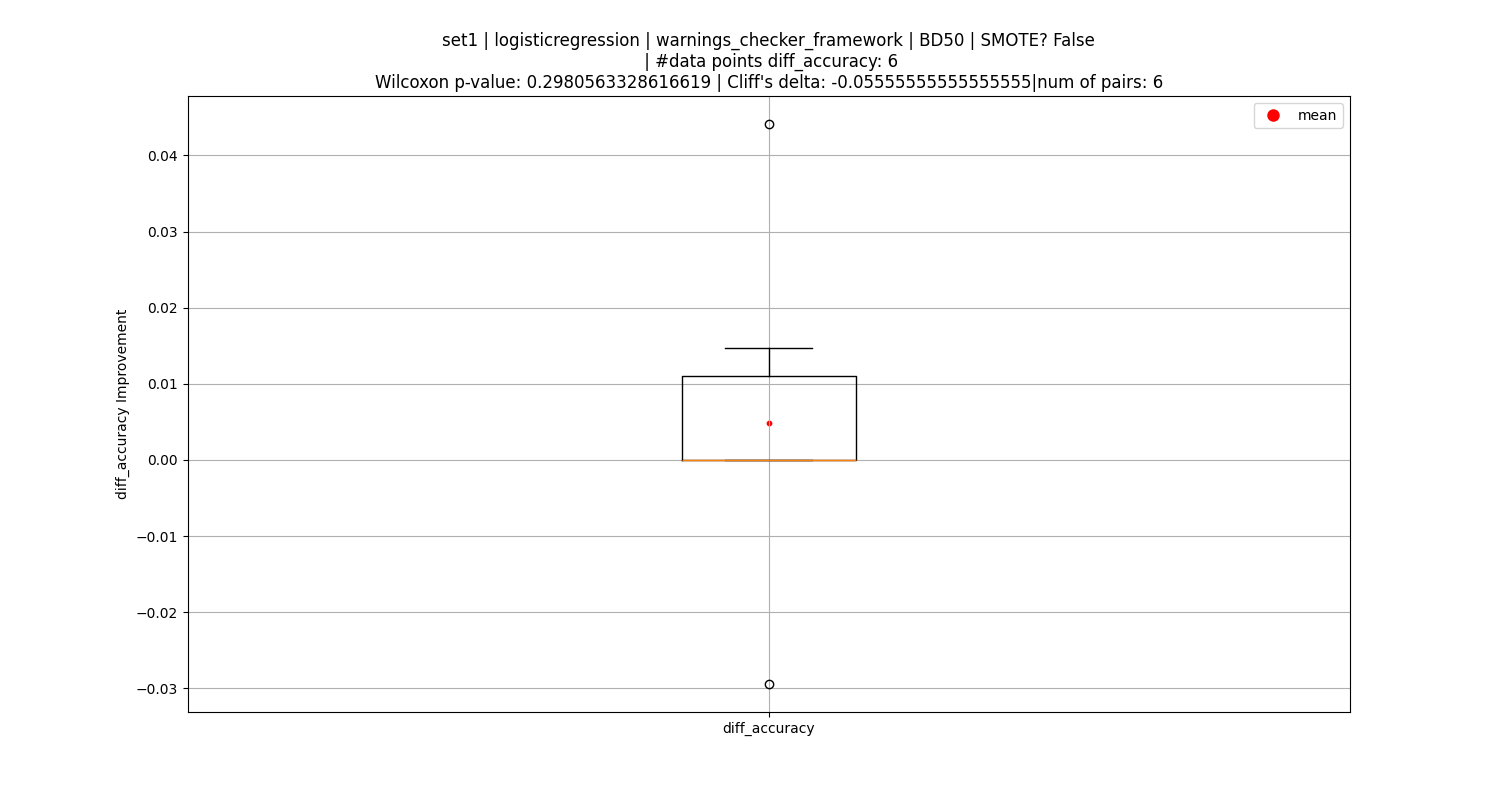 set1 | logisticregression | warnings_checker_framework | BD50 | SMOTE? False
| #data points diff_accuracy: 6
Wilcoxon p-value: 0.2980563328616619 | Cliff's delta: -0.05555555555555555|num of pairs: 6
mean
0.04
0.03
0.02
0.01
0.00
−0.01
−0.02
−0.03
diff_accuracy Improvement
diff_accuracy